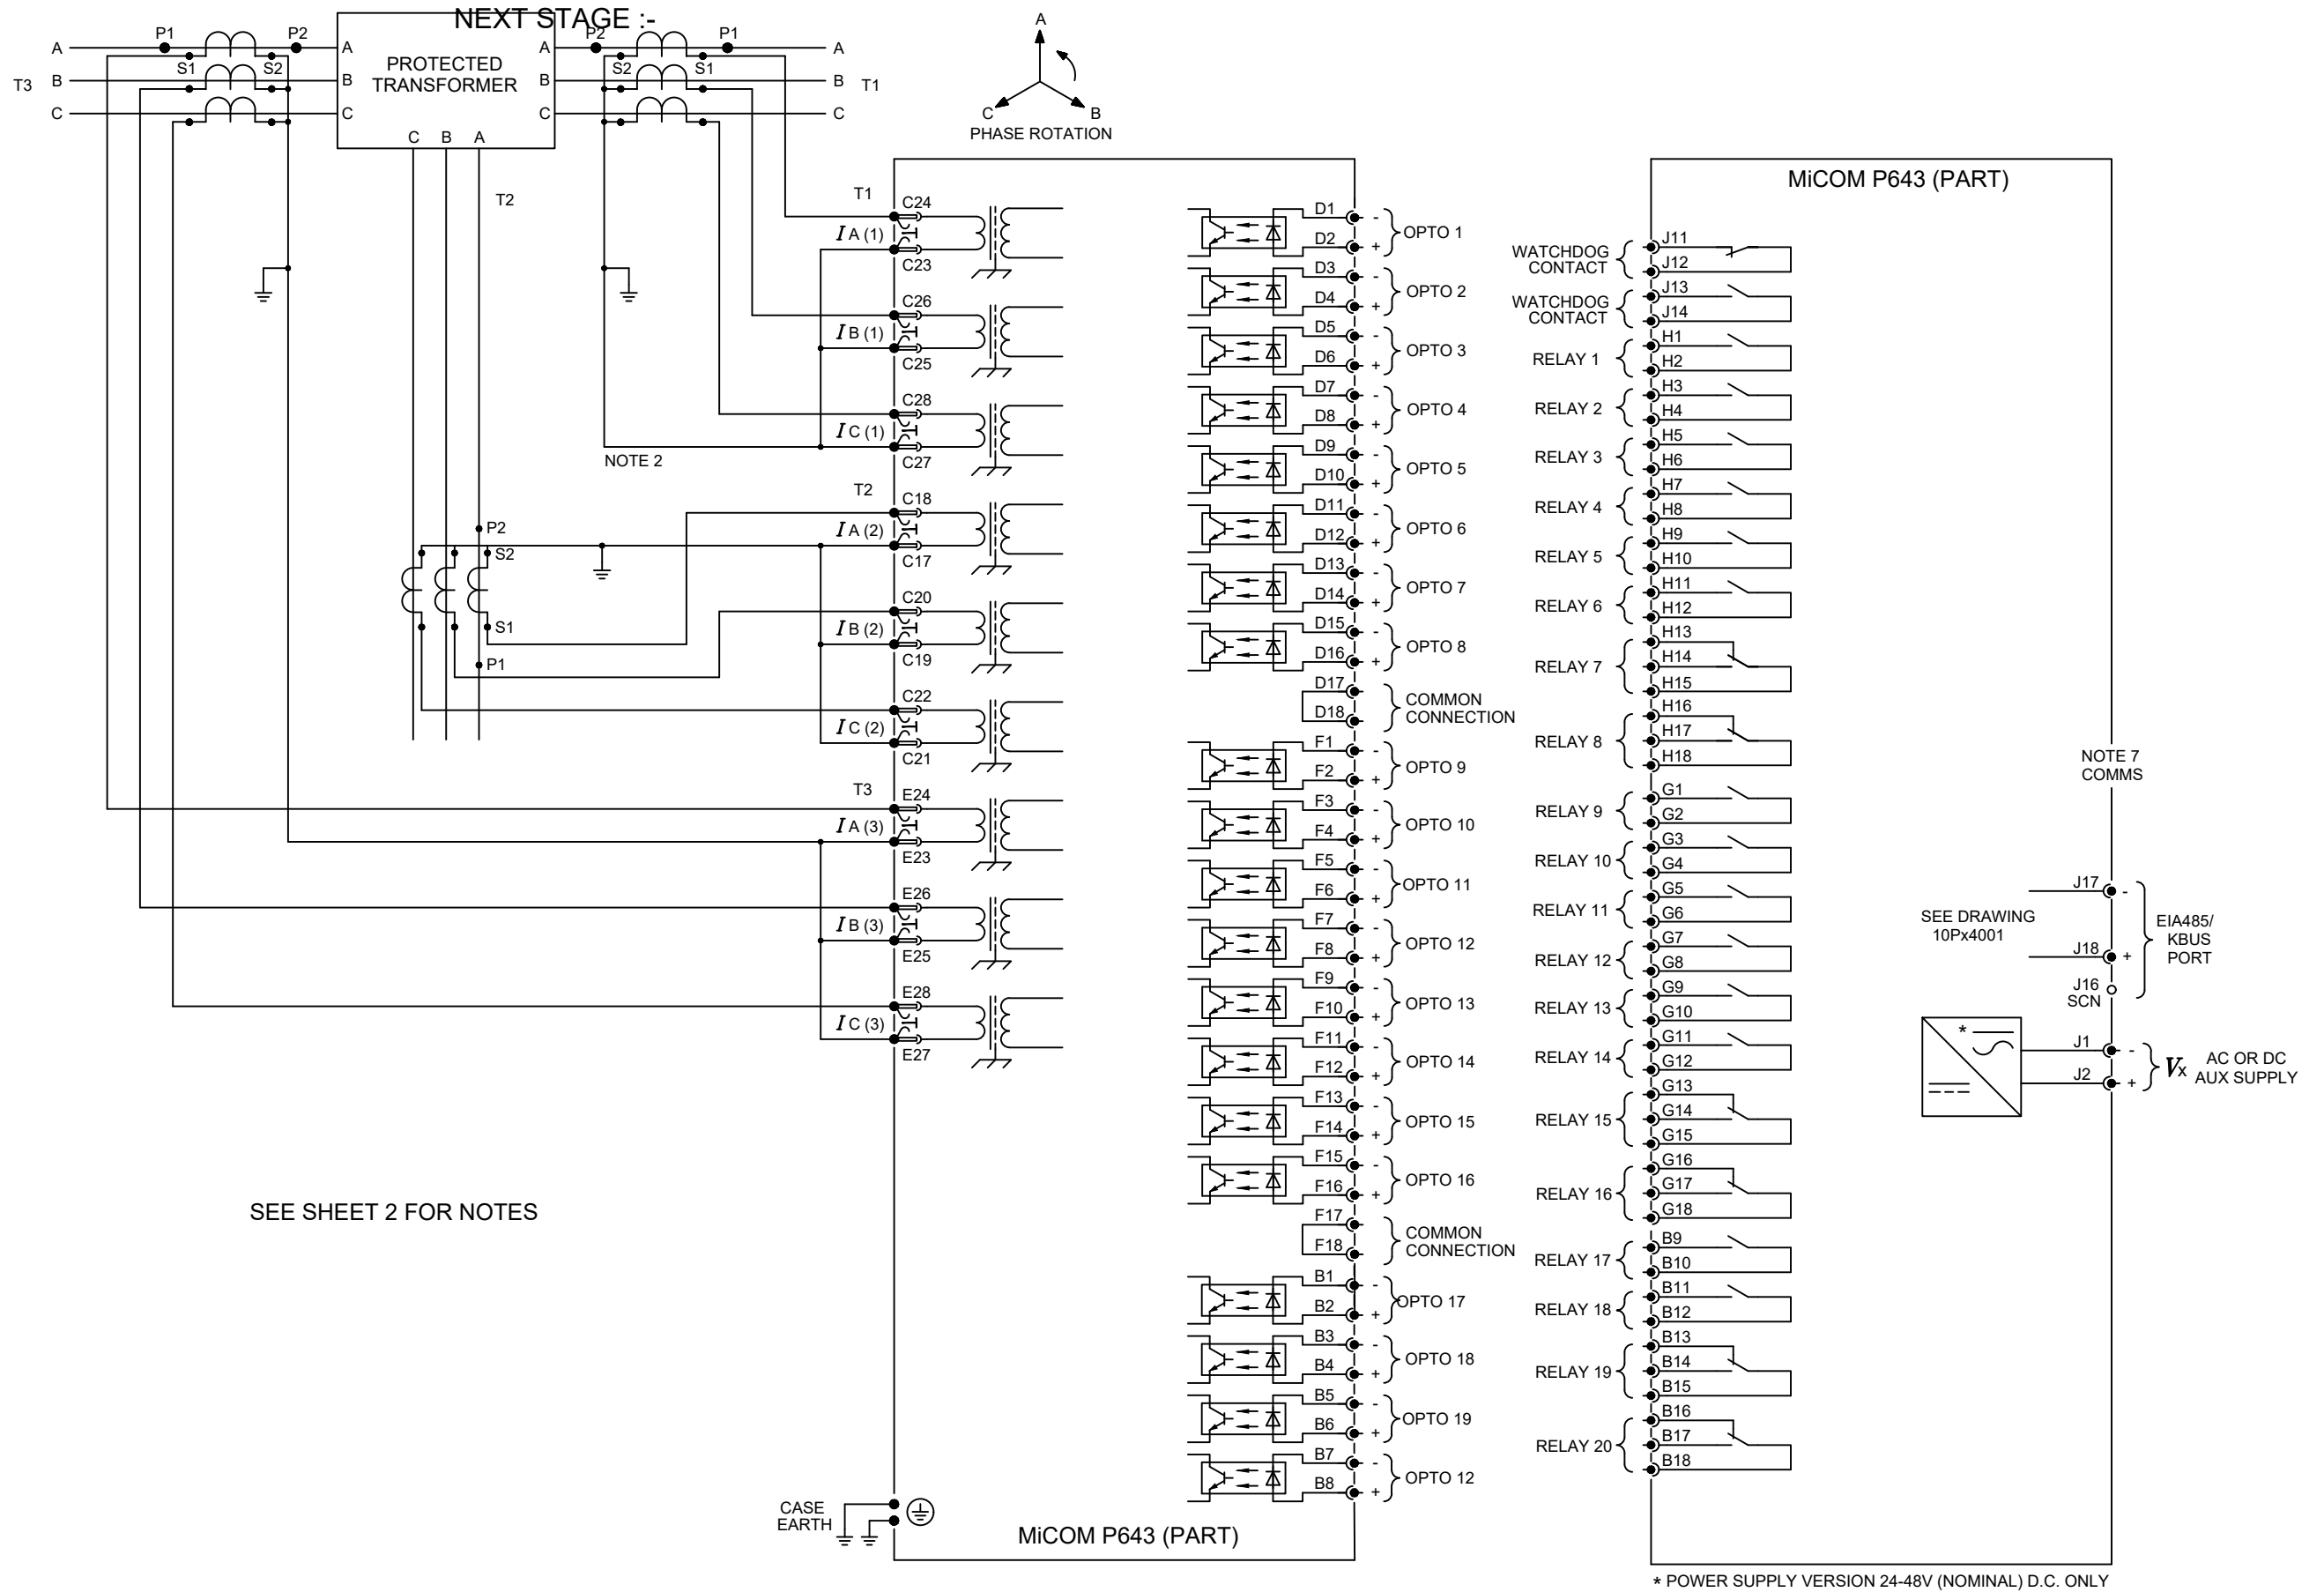 NEXT STAGE :-
P1
P2
P2
P1
A
A
A
A
S1
S2
PROTECTED
TRANSFORMER
S2
S1
T3
B
B
B
B
T1
C
C
C
C
C
B
A
T2
A
C
B
PHASE ROTATION
T1
C24
I A (1)
C23
C26
I B (1)
C25
C28
I C (1)
C27
NOTE 2
T2
C18
I A (2)
C17
P2
S2
C20
I B (2)
C19
S1
P1
C22
I C (2)
C21
T3
E24
I A (3)
E23
E26
I B (3)
E25
E28
I C (3)
E27
SEE SHEET 2 FOR NOTES
CASE
EARTH
MiCOM P643 (PART)
D1 -
D2 +
OPTO 1
D3 -
D4 +
OPTO 2
D5 -
D6 +
OPTO 3
D7 -
D8 +
OPTO 4
D9 -
D10 +
OPTO 5
D11 -
D12 +
OPTO 6
D13 -
D14 +
OPTO 7
D15 -
D16 +
OPTO 8
D17
D18
COMMON
CONNECTION
F1 -
F2 +
OPTO 9
F3 -
F4 +
OPTO 10
F5 -
F6 +
OPTO 11
F7 -
F8 +
OPTO 12
F9 -
F10 +
OPTO 13
F11 -
F12 +
OPTO 14
F13 -
F14 +
OPTO 15
F15 -
F16 +
OPTO 16
F17
F18
COMMON
CONNECTION
B1 -
B2 +
OPTO 17
B3 -
B4 +
OPTO 18
B5 -
B6 +
OPTO 19
B7 -
B8 +
OPTO 12
MiCOM P643 (PART)
WATCHDOG
CONTACT
J11
J12
WATCHDOG
CONTACT
J13
J14
RELAY 1
H1
H2
RELAY 2
H3
H4
RELAY 3
H5
H6
RELAY 4
H7
H8
RELAY 5
H9
H10
RELAY 6
H11
H12
RELAY 7
H13
H14
H15
RELAY 8
H16
H17
H18
RELAY 9
G1
G2
RELAY 10
G3
G4
RELAY 11
G5
G6
RELAY 12
G7
G8
RELAY 13
G9
G10
RELAY 14
G11
G12
RELAY 15
G13
G14
G15
RELAY 16
G16
G17
G18
RELAY 17
B9
B10
RELAY 18
B11
B12
RELAY 19
B13
B14
B15
RELAY 20
B16
B17
B18
NOTE 7
COMMS
SEE DRAWING
10Px4001
J17 -
J18 +
J16
SCN
EIA485/
KBUS
PORT
*
J1 -
J2 +
Vx
AC OR DC
AUX SUPPLY
* POWER SUPPLY VERSION 24-48V (NOMINAL) D.C. ONLY